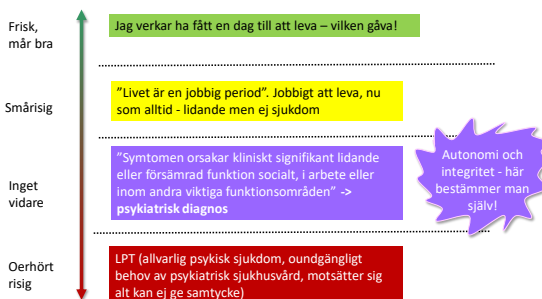 Frisk,
mår bra
Jag verkar ha fått en dag till att leva – vilken gåva!
Smårisig
”Livet är en jobbig period”. Jobbigt att leva, nu
som alltid - lidande men ej sjukdom
Inget
vidare
”Symtomen orsakar kliniskt signifikant lidande
eller försämrad funktion socialt, i arbete eller
inom andra viktiga funktionsområden” ->
psykiatrisk diagnos
Autonomi och
integritet - här
bestämmer man
själv!
Oerhört
risig
LPT (allvarlig psykisk sjukdom, oundgängligt
behov av psykiatrisk sjukhusvård, motsätter sig
alt kan ej ge samtycke)